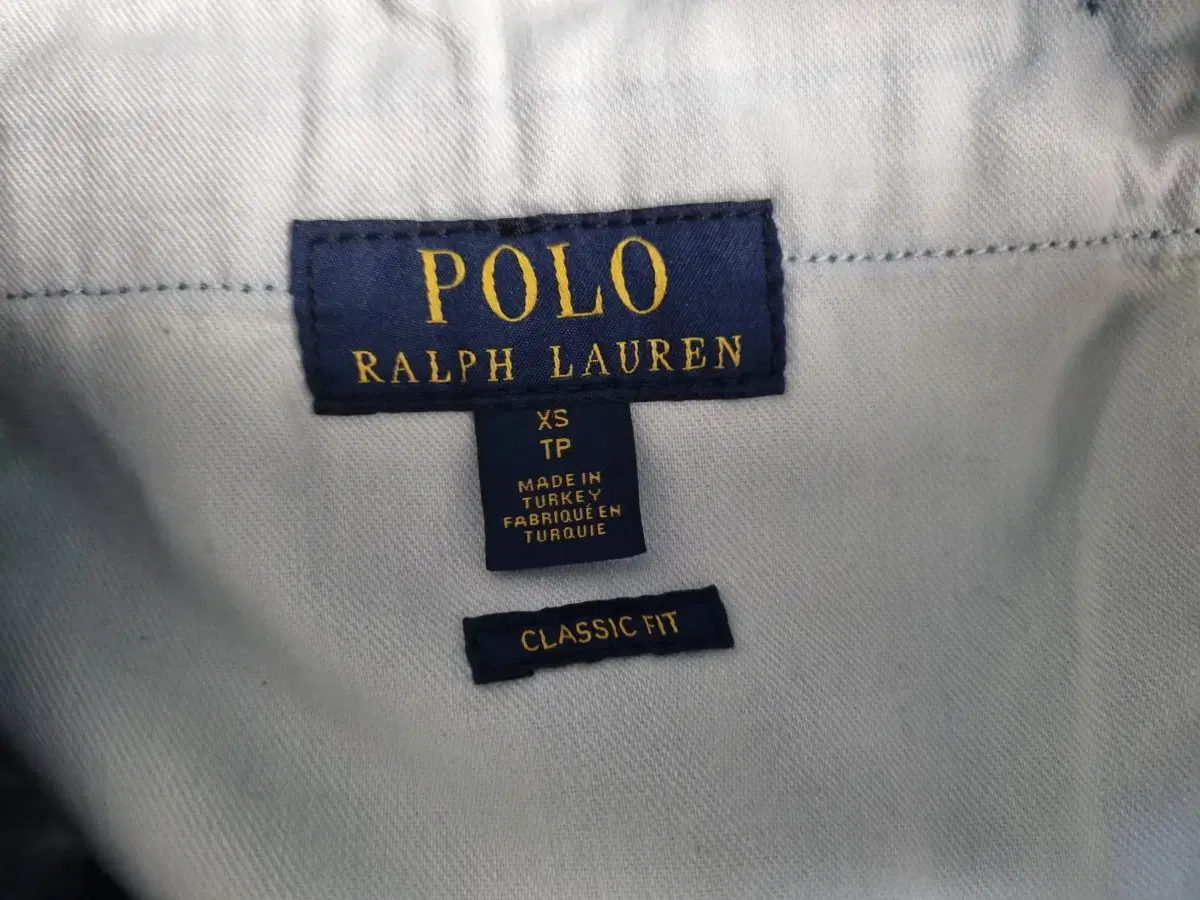 POLO
RALPH LAUREN
XS
TP
MADE IN
TURKEY
FABRIQUÉ EN
TURQUIE
CLASSIC FIT